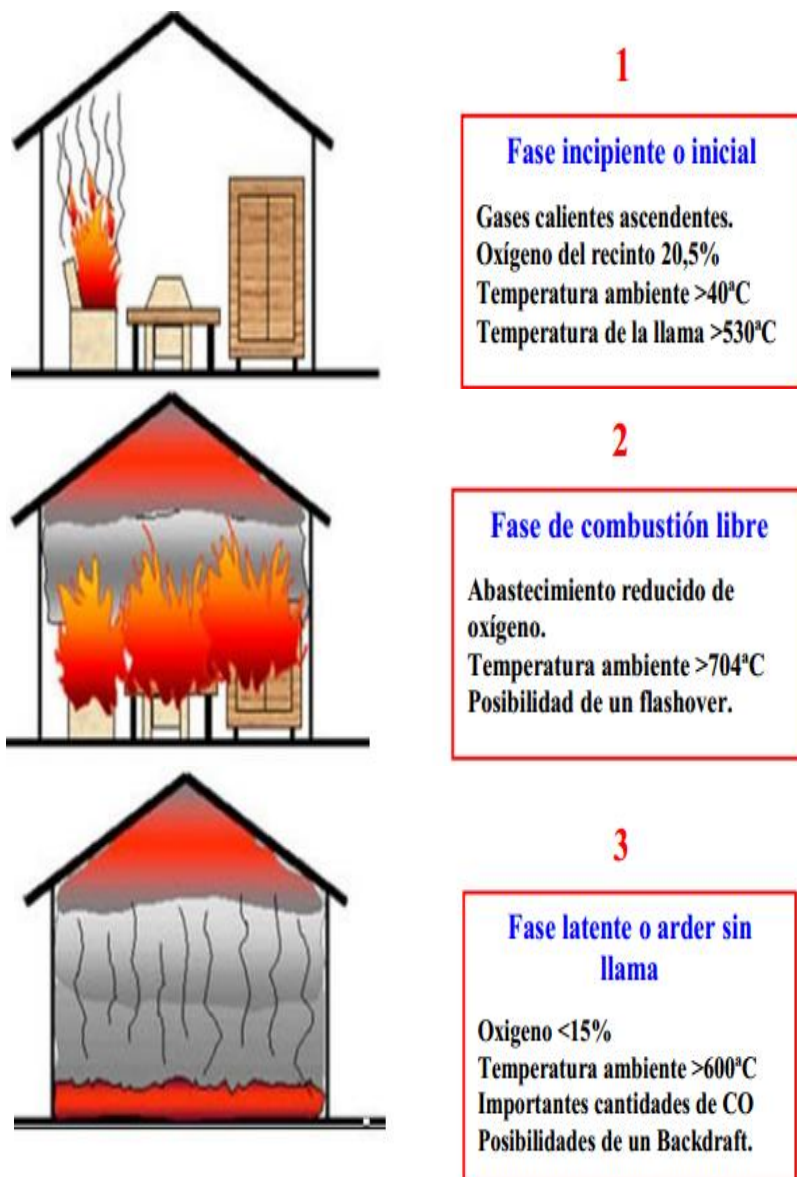 1
Fase incipiente o inicial
Gases calientes ascendentes.
Oxígeno del recinto 20,5%
Temperatura ambiente >40ªC
Temperatura de la llama >530ªC
2
Fase de combustión libre
Abastecimiento reducido de
oxígeno.
Temperatura ambiente >704ªC
Posibilidad de un flashover.
3
Fase latente o arder sin
llama
Oxigeno <15%
Temperatura ambiente >600ªC
Importantes cantidades de CO
Posibilidades de un Backdraft.